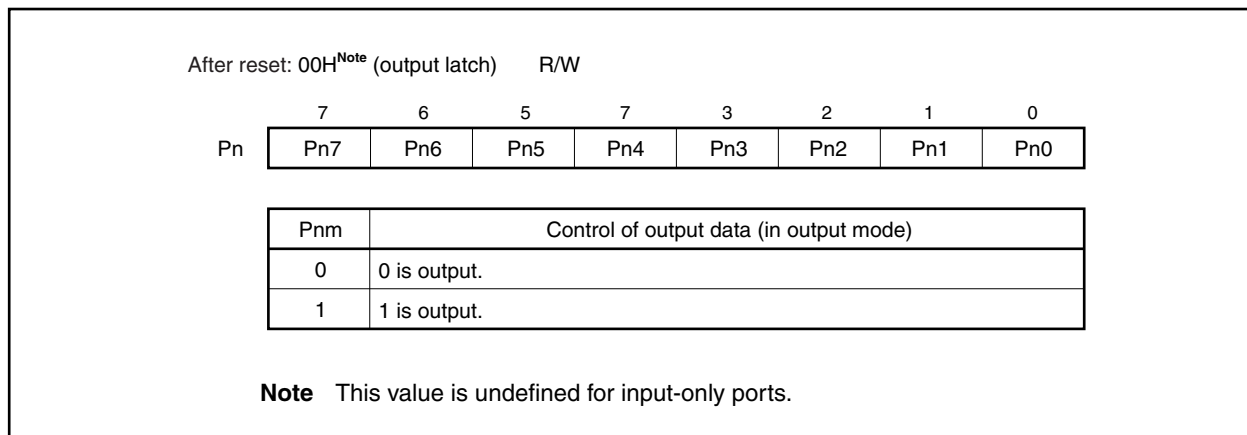 After reset: 00HNote (output latch) R/W
7 6 5 7 3 2 1 0
Pn Pn7 Pn6 Pn5 Pn4 Pn3 Pn2 Pn1 Pn0
Pnm Control of output data (in output mode)
0 0 is output.
1 1 is output.
Note This value is undefined for input-only ports.